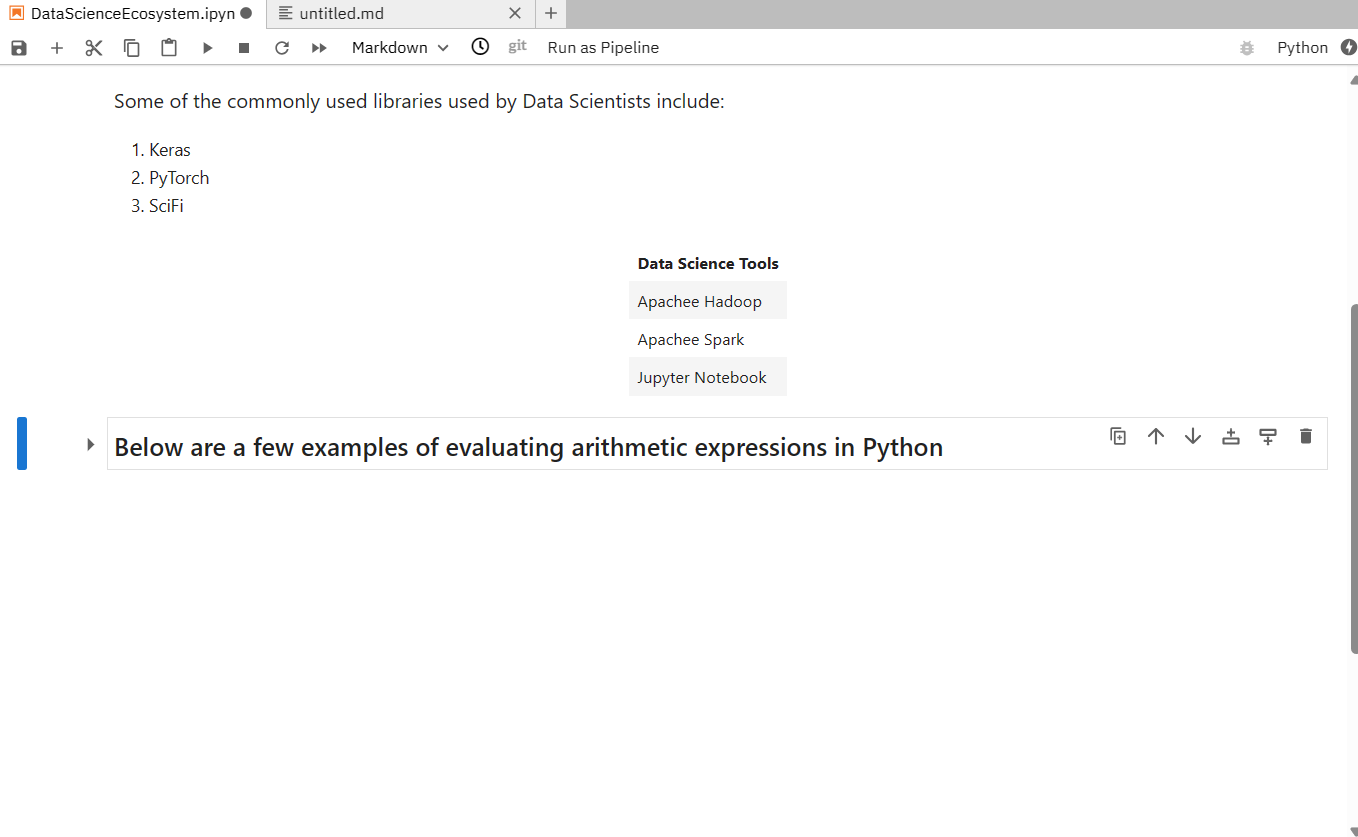 DataScienceEcosystem.ipyn
untitled.md
Markdown
git
Run as Pipeline
Python
Some of the commonly used libraries used by Data Scientists include:
1. Keras
2. PyTorch
3. SciFi
Data Science Tools
Apachee Hadoop
Apachee Spark
Jupyter Notebook
Below are a few examples of evaluating arithmetic expressions in Python